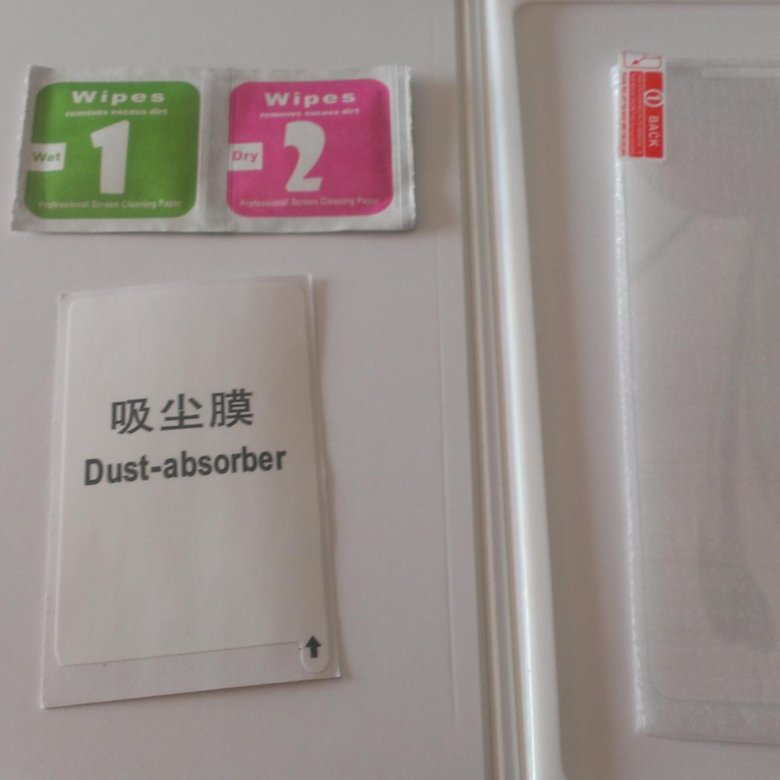 Wipes
removes excess dirt
Wet
1
Professional Screen Cleaning Paper
Wipes
removes excess dirt
Dry
2
Professional Screen Cleaning Paper
吸尘膜
Dust-absorber
① BACK